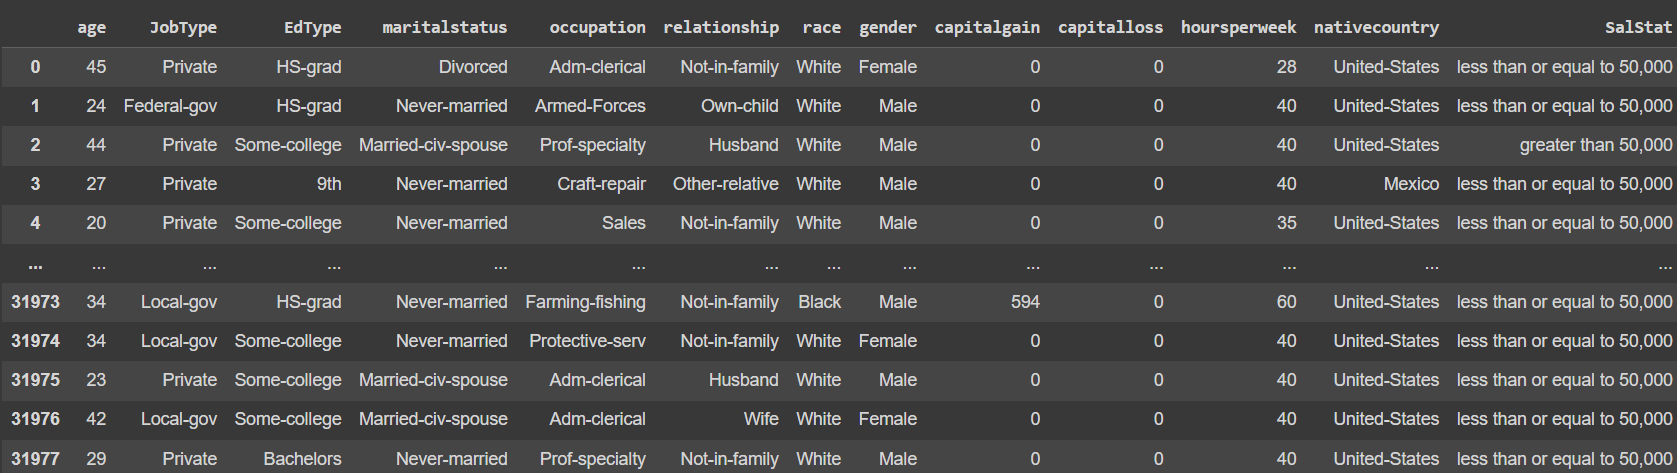 age JobType EdType maritalstatus occupation relationship race gender capitalgain capitalloss hoursperweek nativecountry SalStat
0 45 Private HS-grad Divorced Adm-clerical Not-in-family White Female 0 0 28 United-States less than or equal to 50,000
1 24 Federal-gov HS-grad Never-married Armed-Forces Own-child White Male 0 0 40 United-States less than or equal to 50,000
2 44 Private Some-college Married-civ-spouse Prof-specialty Husband White Male 0 0 40 United-States greater than 50,000
3 27 Private 9th Never-married Craft-repair Other-relative White Male 0 0 40 Mexico less than or equal to 50,000
4 20 Private Some-college Never-married Sales Not-in-family White Male 0 0 35 United-States less than or equal to 50,000
... ... ... ... ... ... ... ... ... ... ... ... ... ...
31973 34 Local-gov HS-grad Never-married Farming-fishing Not-in-family Black Male 594 0 60 United-States less than or equal to 50,000
31974 34 Local-gov Some-college Never-married Protective-serv Not-in-family White Female 0 0 40 United-States less than or equal to 50,000
31975 23 Private Some-college Married-civ-spouse Adm-clerical Husband White Male 0 0 40 United-States less than or equal to 50,000
31976 42 Local-gov Some-college Married-civ-spouse Adm-clerical Wife White Female 0 0 40 United-States less than or equal to 50,000
31977 29 Private Bachelors Never-married Prof-specialty Not-in-family White Male 0 0 40 United-States less than or equal to 50,000